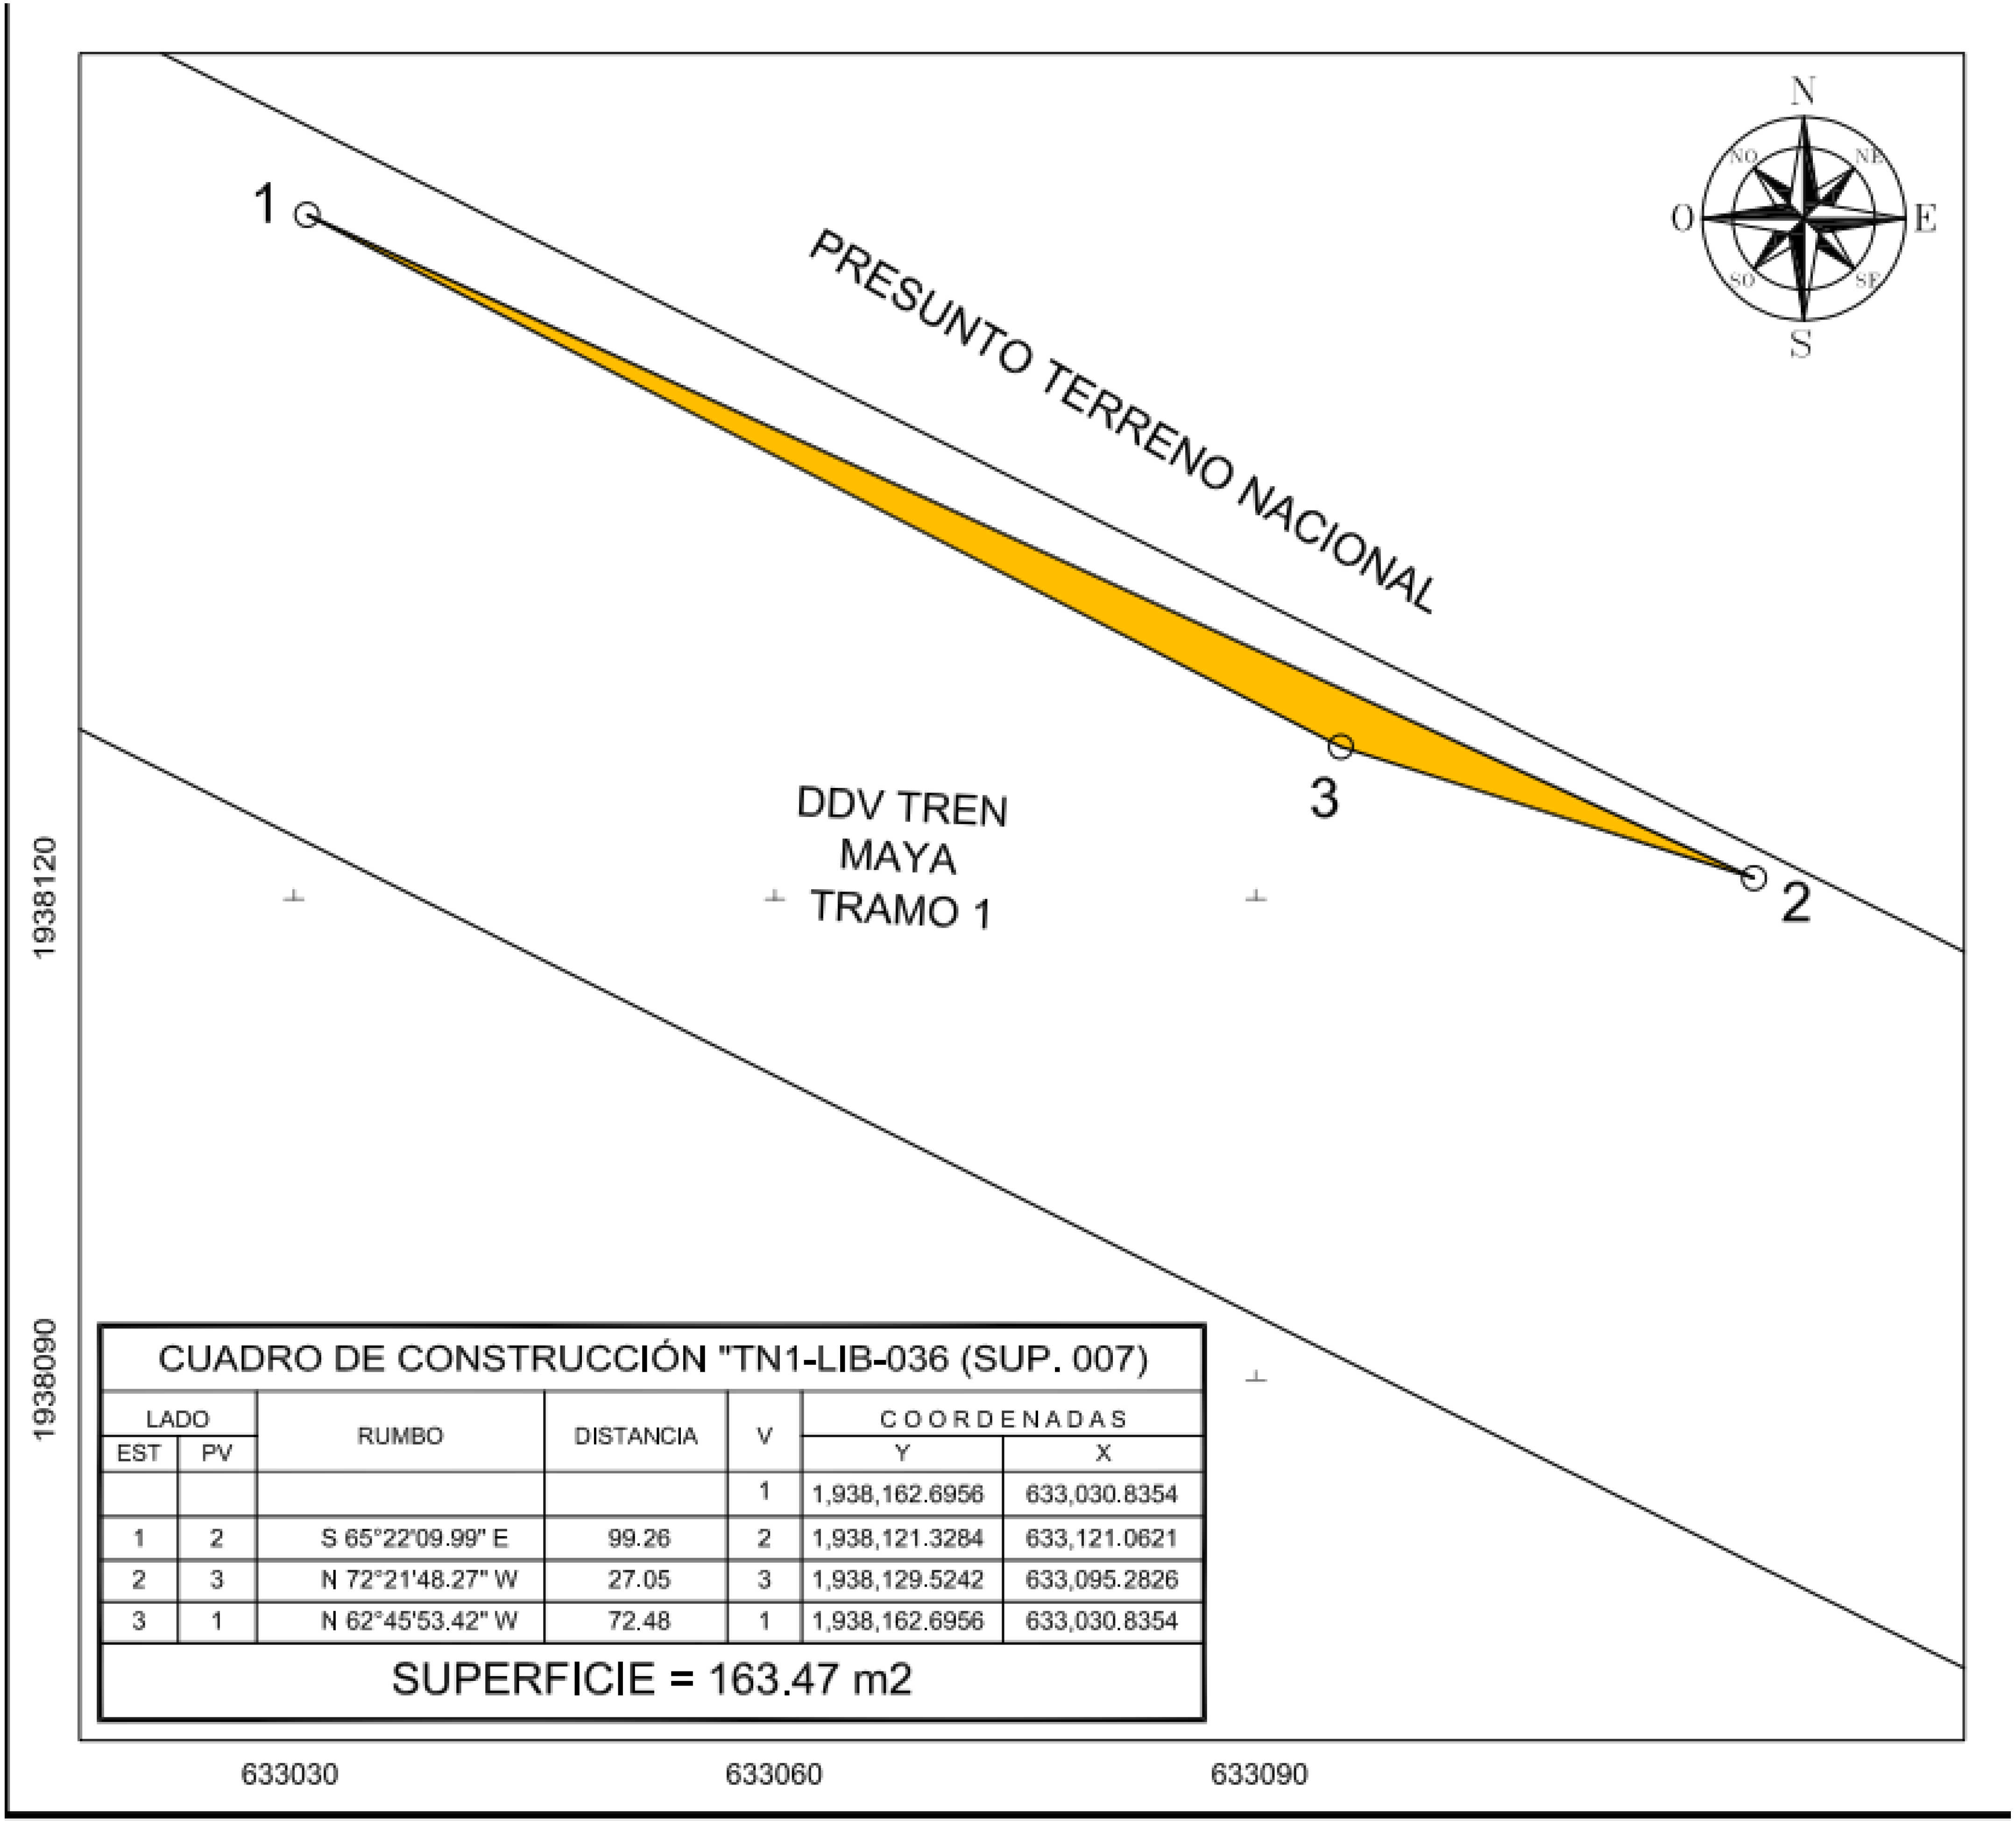 N
NO NE
O E
SO SE
S
1
PRESUNTO TERRENO NACIONAL
3
2
DDV TREN
MAYA
TRAMO 1
1938120
1938090
CUADRO DE CONSTRUCCIÓN "TN1-LIB-036 (SUP. 007)
LADO RUMBO DISTANCIA V COORDENADAS
EST PV Y X
1 1,938,162.6956 633,030.8354
1 2 S 65°22'09.99" E 99.26 2 1,938,121.3284 633,121.0621
2 3 N 72°21'48.27" W 27.05 3 1,938,129.5242 633,095.2826
3 1 N 62°45'53.42" W 72.48 1 1,938,162.6956 633,030.8354
SUPERFICIE = 163.47 m2
633030 633060 633090